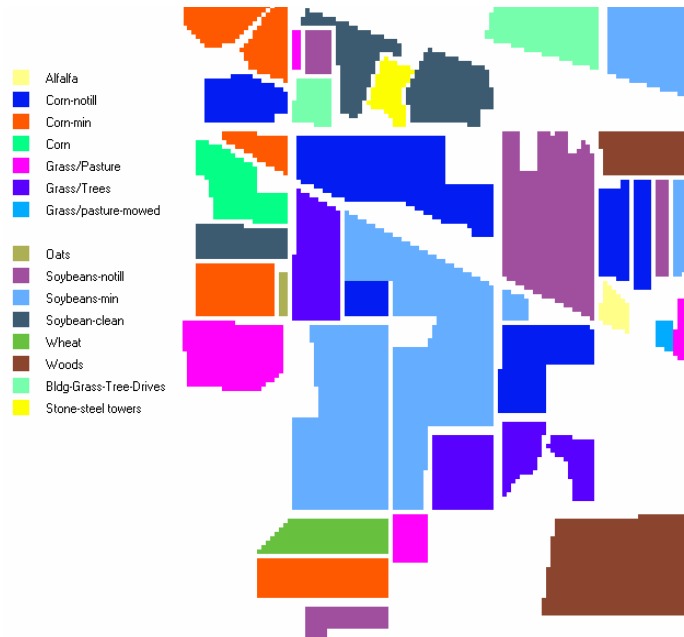 Alfalfa
Corn-notill
Corn-min
Corn
Grass/Pasture
Grass/Trees
Grass/pasture-mowed
Oats
Soybeans-notill
Soybeans-min
Soybean-clean
Wheat
Woods
Bldg-Grass-Tree-Drives
Stone-steel towers